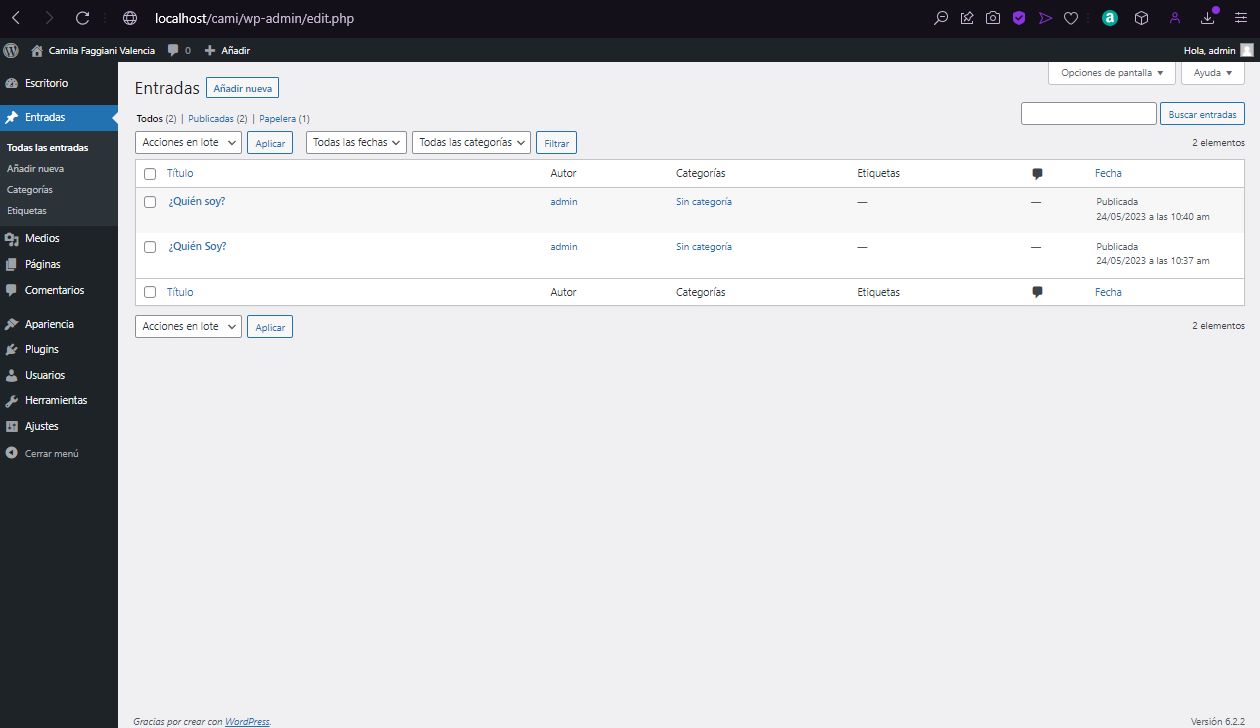 localhost/cami/wp-admin/edit.php
Camila Faggiani Valencia 0 + Añadir Hola, admin
Escritorio
Entradas
Todas las entradas
Añadir nueva
Categorías
Etiquetas
Medios
Páginas
Comentarios
Apariencia
Plugins
Usuarios
Herramientas
Ajustes
Cerrar menú
Opciones de pantalla ▼ Ayuda ▼
Entradas Añadir nueva
Todos (2) | Publicadas (2) | Papelera (1)
Buscar entradas
Acciones en lote Aplicar Todas las fechas Todas las categorías Filtrar 2 elementos
Título Autor Categorías Etiquetas Fecha
¿Quién soy? admin Sin categoría — — Publicada
24/05/2023 a las 10:40 am
¿Quién Soy? admin Sin categoría — — Publicada
24/05/2023 a las 10:37 am
Título Autor Categorías Etiquetas Fecha
Acciones en lote Aplicar 2 elementos
Gracias por crear con WordPress. Versión 6.2.2